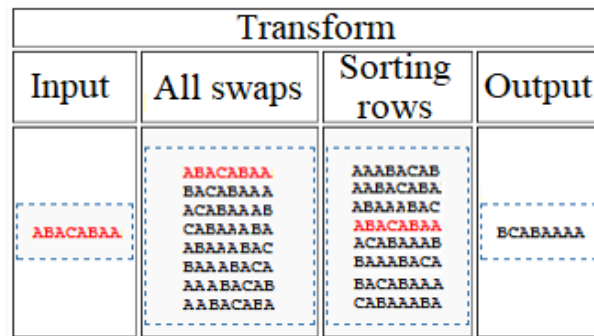 Transform
Input
All swaps
Sorting
rows
Output
ABACABAA
ABACABAA
BACABAAA
ACABAAAB
CABAAABA
ABAAABAC
BAAABACA
AAABACAB
AABACABA
AAABACAB
AABACABA
ABAAABAC
ABACABAA
ACABAAAB
BAAABACA
BACABAAA
CABAAABA
BCABAAAA